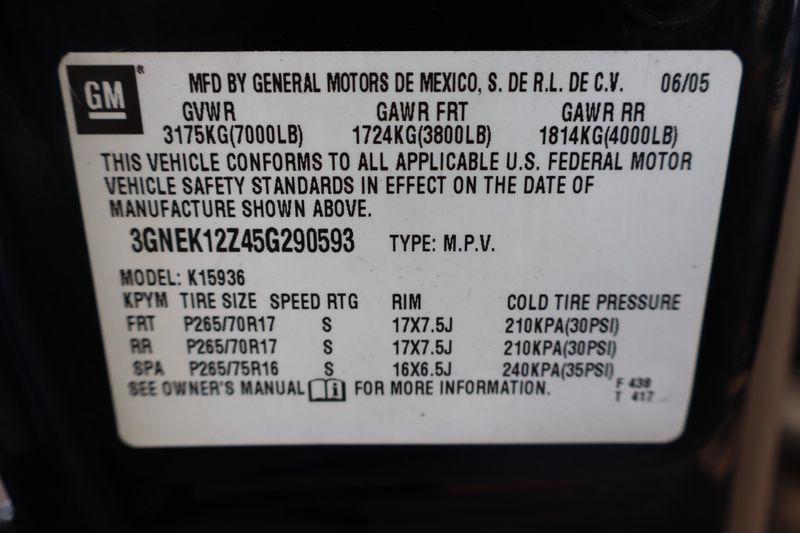 GM ®
MFD BY GENERAL MOTORS DE MEXICO, S. DE R.L. DE C.V. 06/05
GVWR GAWR FRT GAWR RR
3175KG(7000LB) 1724KG(3800LB) 1814KG(4000LB)
THIS VEHICLE CONFORMS TO ALL APPLICABLE U.S. FEDERAL MOTOR
VEHICLE SAFETY STANDARDS IN EFFECT ON THE DATE OF
MANUFACTURE SHOWN ABOVE.
3GNEK12Z45G290593 TYPE: M.P.V.
MODEL: K15936
KPYM TIRE SIZE SPEED RTG RIM COLD TIRE PRESSURE
FRT P265/70R17 S 17X7.5J 210KPA(30PSI)
RR P265/70R17 S 17X7.5J 210KPA(30PSI)
SPA P265/75R16 S 16X6.5J 240KPA(35PSI)
SEE OWNER'S MANUAL i FOR MORE INFORMATION. F 438
T 417